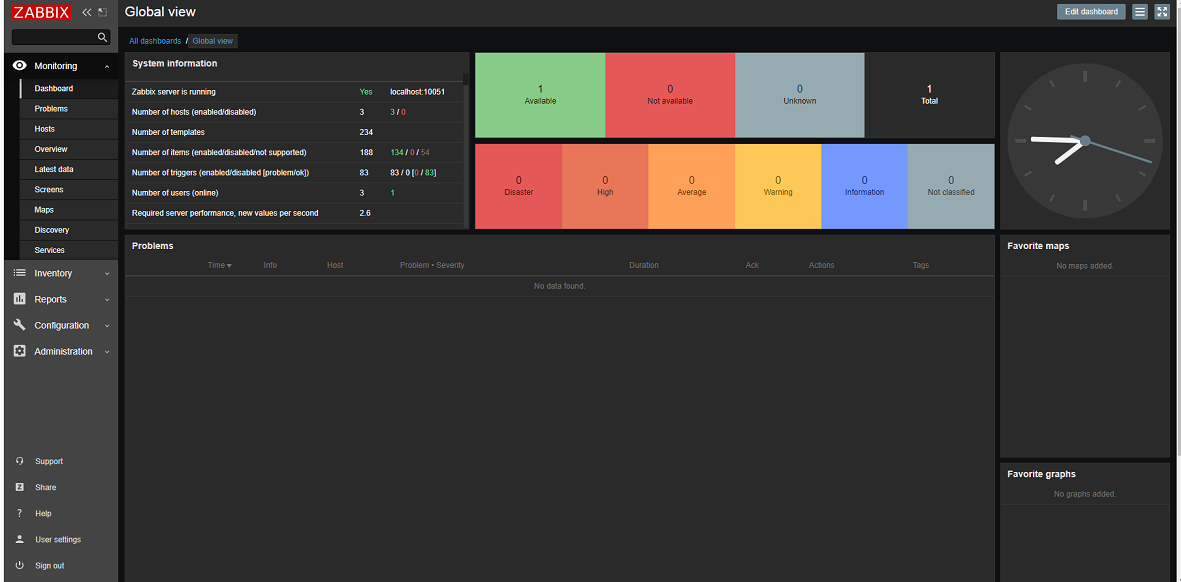 ZABBIX
Global view
Edit dashboard
All dashboards / Global view
Monitoring
Dashboard
Problems
Hosts
Overview
Latest data
Screens
Maps
Discovery
Services
Inventory
Reports
Configuration
Administration
Support
Z Share
? Help
User settings
Sign out
System information
Zabbix server is running Yes localhost:10051
Number of hosts (enabled/disabled) 3 3 / 0
Number of templates 234
Number of items (enabled/disabled/not supported) 188 134 / 0 / 54
Number of triggers (enabled/disabled [problem/ok]) 83 83 / 0 [0 / 83]
Number of users (online) 3 1
Required server performance, new values per second 2.6
1 0 0 1
Available Not available Unknown Total
0 0 0 0 0 0
Disaster High Average Warning Information Not classified
Problems
Time Info Host Problem • Severity Duration Ack Actions Tags
No data found.
Favorite maps
No maps added.
Favorite graphs
No graphs added.